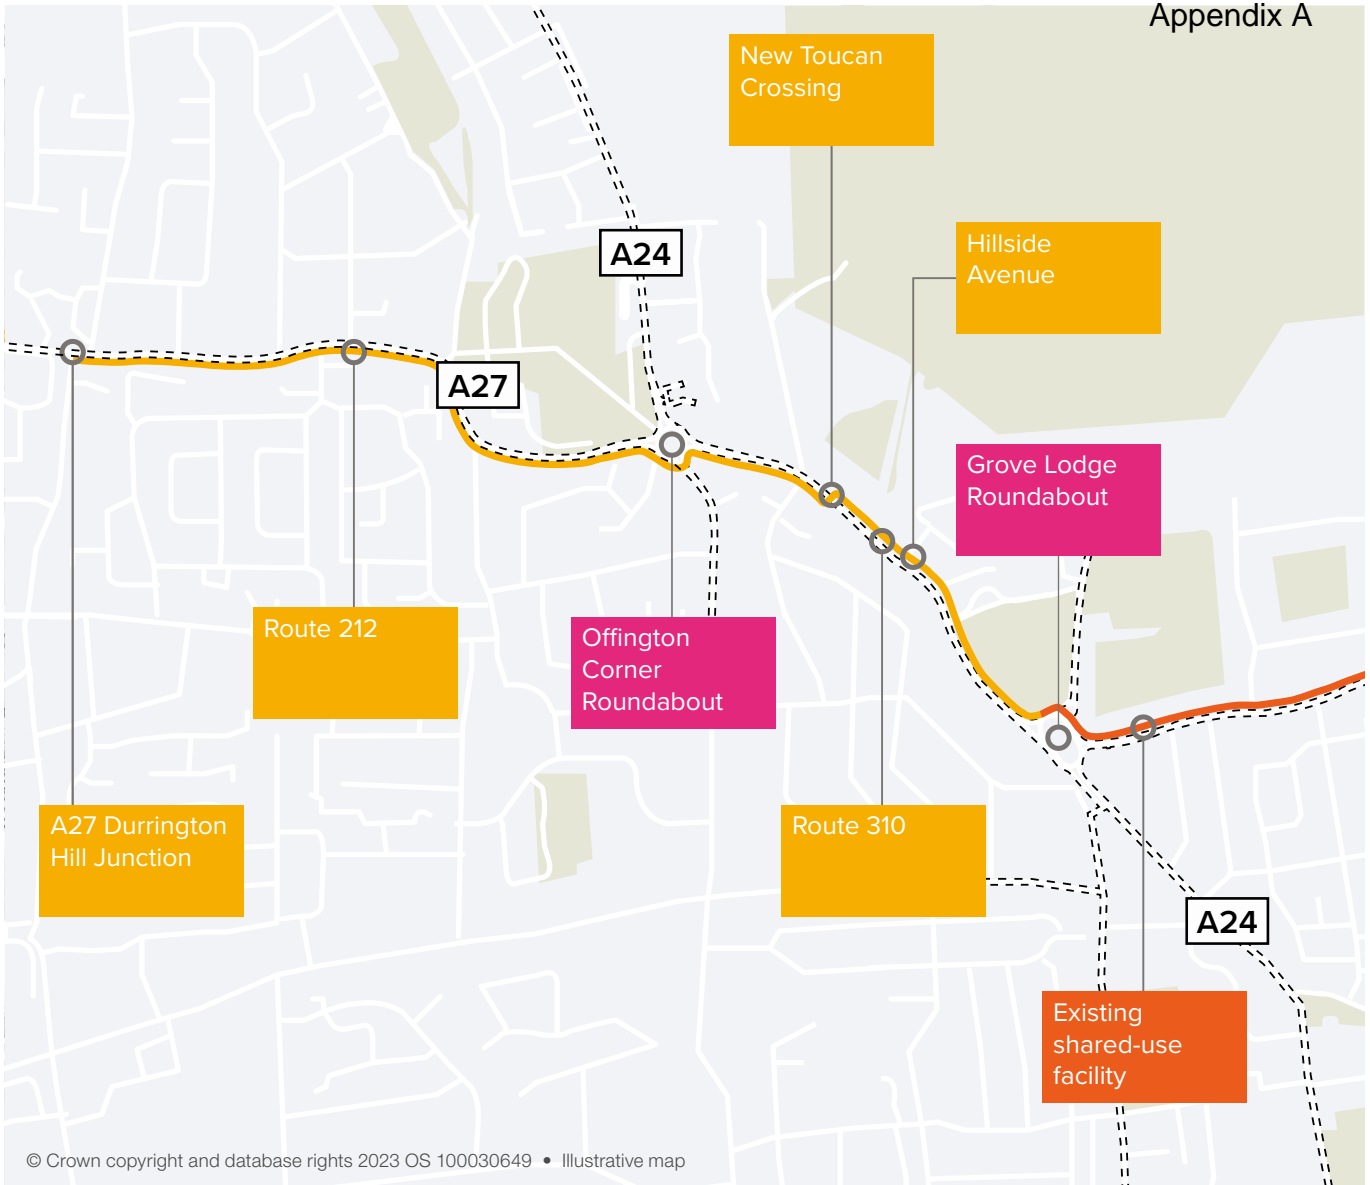 Appendix A
New Toucan
Crossing
A24
Hillside
Avenue
A27
Grove Lodge
Roundabout
Route 212
Offington
Corner
Roundabout
A27 Durrington
Hill Junction
Route 310
A24
Existing
shared-use
facility
© Crown copyright and database rights 2023 OS 100030649 • Illustrative map